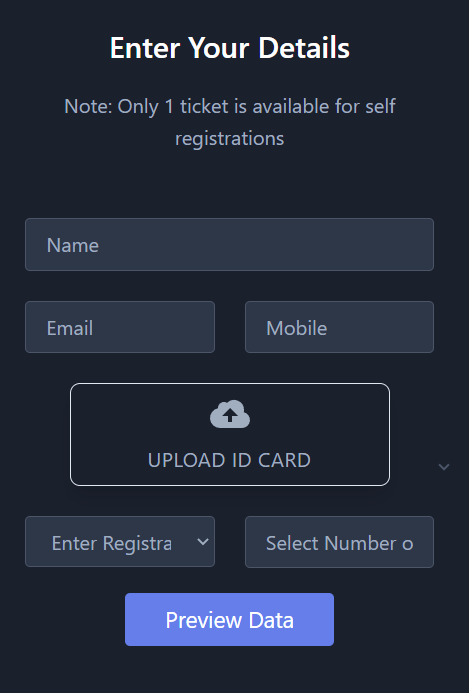 Enter Your Details
Note: Only 1 ticket is available for self
registrations
Name
Email Mobile
UPLOAD ID CARD
Enter Registra Select Number o
Preview Data